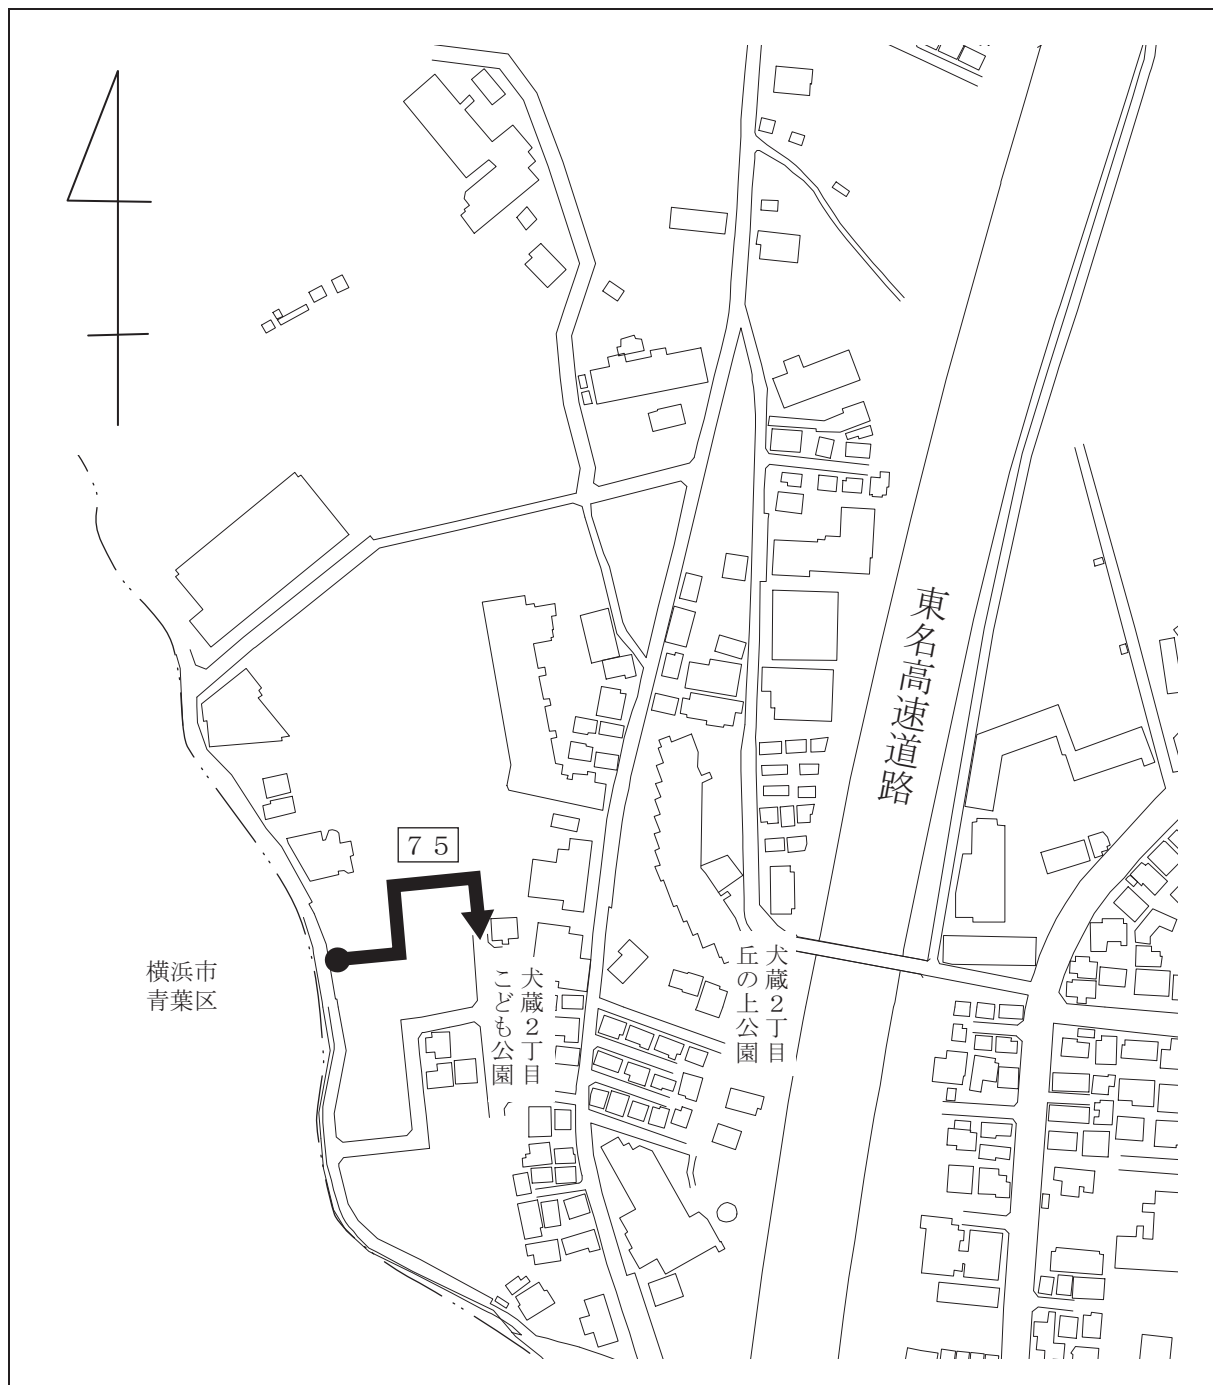 東名高速道路
７５
横浜市
青葉区
犬蔵２丁目
こども公園
犬蔵２丁目
丘の上公園